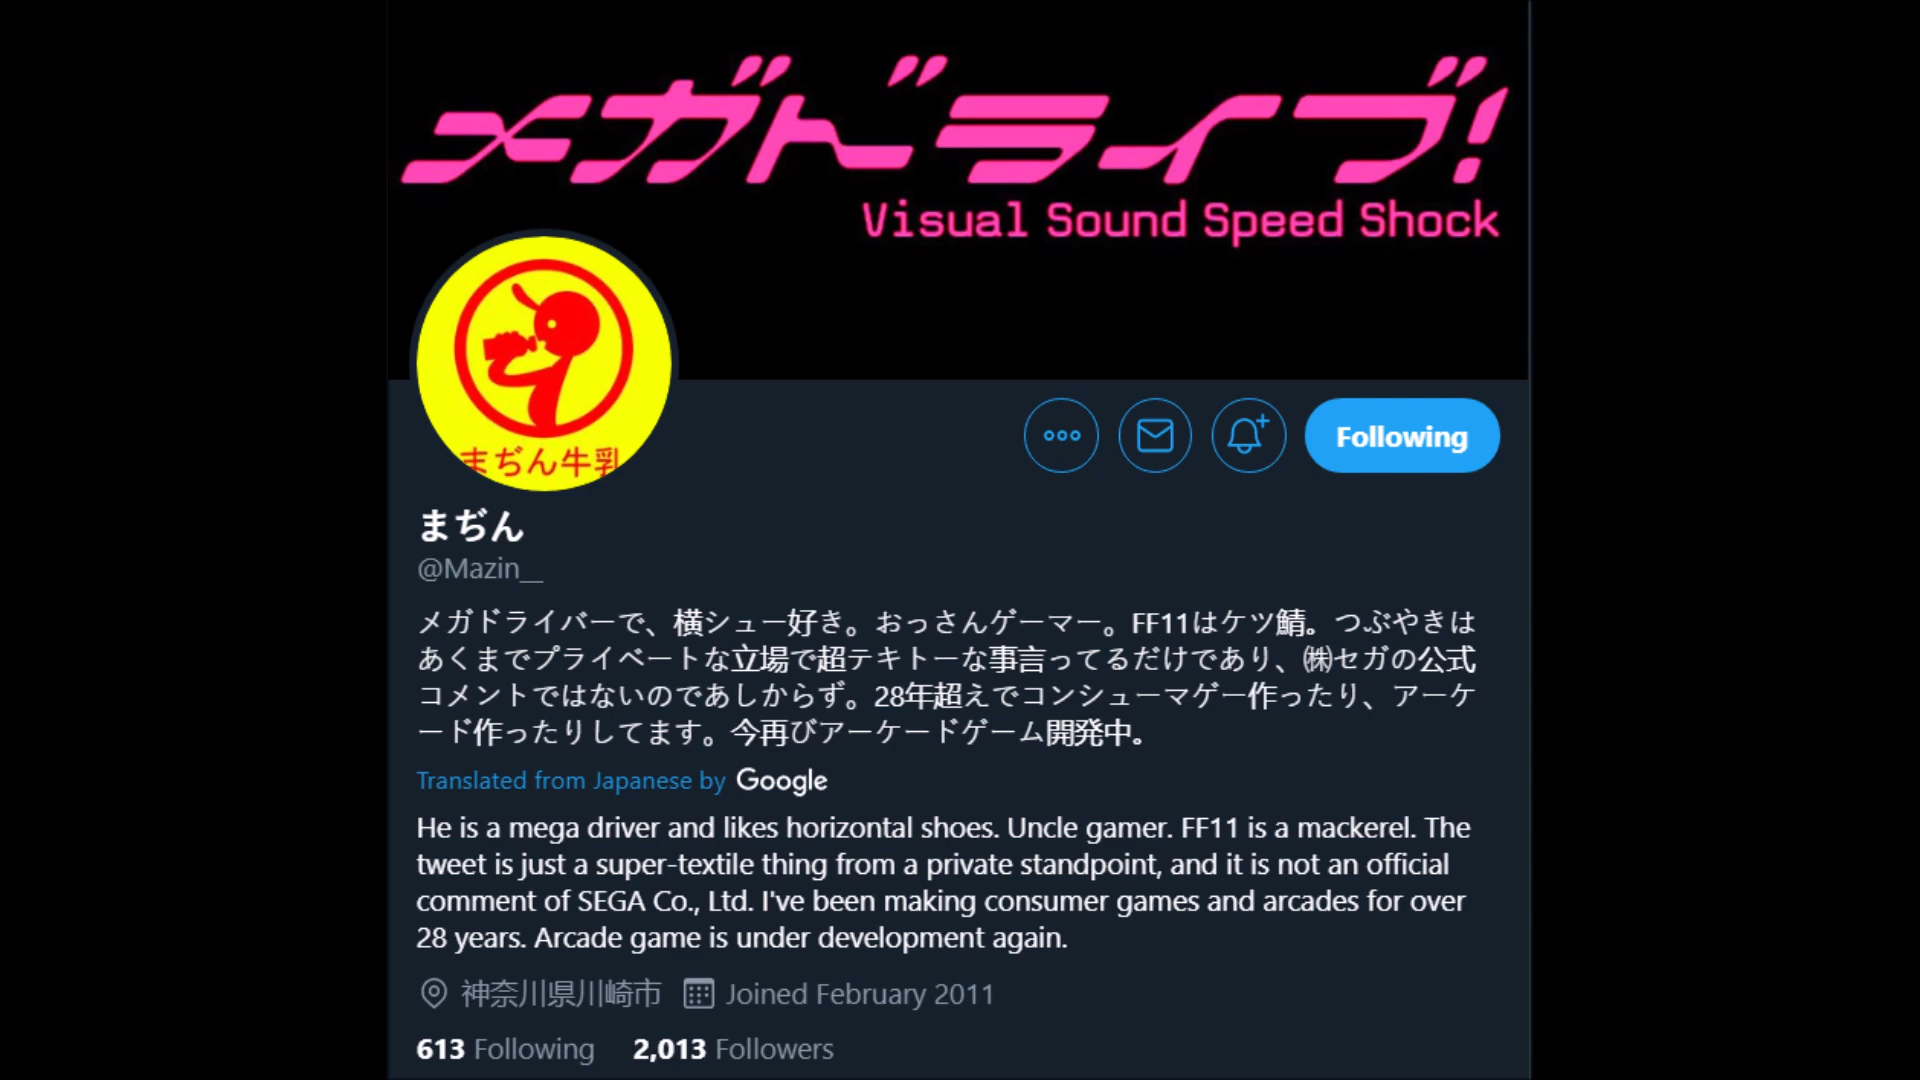 メガドライブ!
Visual Sound Speed Shock
まぢん牛乳
Following
まぢん
@Mazin__
メガドライバーで、横シュー好き。おっさんゲーマー。FF11はケツ鯖。つぶやきは
あくまでプライベートな立場で超テキトーな事言ってるだけであり、㈱セガの公式
コメントではないのであしからず。28年超えでコンシューマゲー作ったり、アーケ
ード作ったりしてます。今再びアーケードゲーム開発中。
Translated from Japanese by Google
He is a mega driver and likes horizontal shoes. Uncle gamer. FF11 is a mackerel. The
tweet is just a super-textile thing from a private standpoint, and it is not an official
comment of SEGA Co., Ltd. I've been making consumer games and arcades for over
28 years. Arcade game is under development again.
神奈川県川崎市 Joined February 2011
613 Following 2,013 Followers